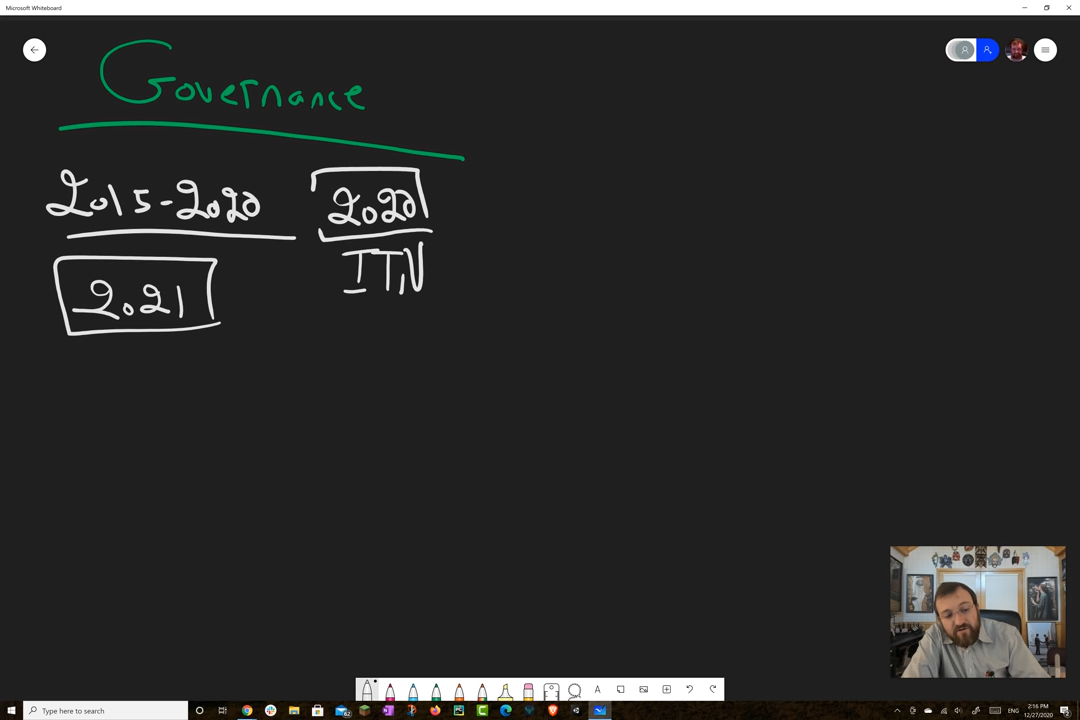 Microsoft Whiteboard
Governance
2015-2020
2020
ITN
2021
Type here to search
62
ENG
2:16 PM
12/27/2020